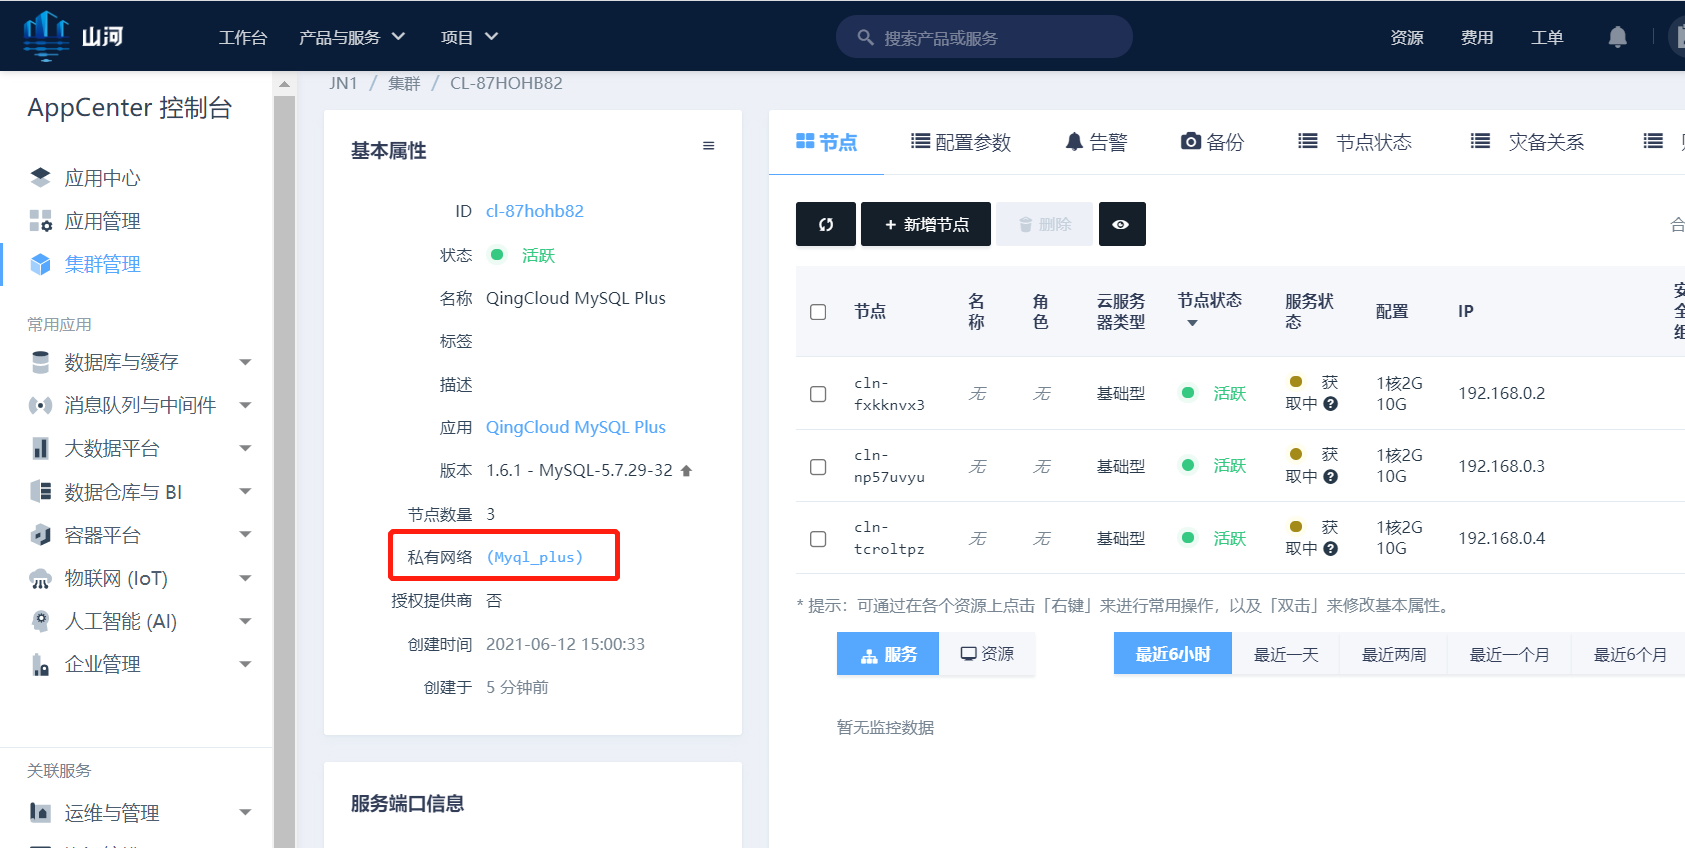 山河
工作台 产品与服务 项目 搜索产品或服务 资源 费用 工单
AppCenter 控制台
应用中心
应用管理
集群管理
常用应用
数据库与缓存
消息队列与中间件
大数据平台
数据仓库与 BI
容器平台
物联网 (IoT)
人工智能 (AI)
企业管理
关联服务
运维与管理
JN1 / 集群 / CL-87HOHB82
基本属性
ID cl-87hohb82
状态 活跃
名称 QingCloud MySQL Plus
标签
描述
应用 QingCloud MySQL Plus
版本 1.6.1 - MySQL-5.7.29-32
节点数量 3
私有网络 (Myql_plus)
授权提供商 否
创建时间 2021-06-12 15:00:33
创建于 5 分钟前
服务端口信息
节点 配置参数 告警 备份 节点状态 灾备关系
+ 新增节点 删除
合
节点 名称 角色 云服务器类型 节点状态 服务状态 配置 IP 安全组
cln-fxkknvx3 无 无 基础型 活跃 获取中 1核2G 10G 192.168.0.2
cln-np57uvyu 无 无 基础型 活跃 获取中 1核2G 10G 192.168.0.3
cln-tcroltpz 无 无 基础型 活跃 获取中 1核2G 10G 192.168.0.4
* 提示：可通过在各个资源上点击「右键」来进行常用操作，以及「双击」来修改基本属性。
服务 资源 最近6小时 最近一天 最近两周 最近一个月 最近6个月
暂无监控数据